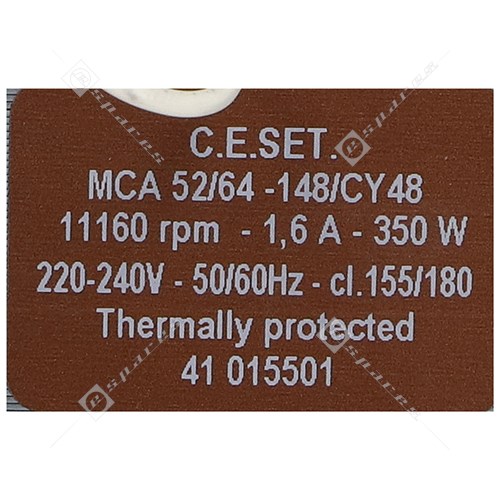 C.E.SET.
MCA 52/64 -148/CY48
11160 rpm - 1,6 A - 350 W
220-240V - 50/60Hz - cl.155/180
Thermally protected
41 015501